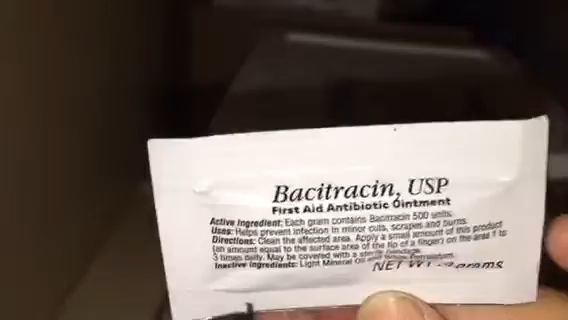 Bacitracin, USP
First Aid Antibiotic Ointment
Active Ingredient: Each gram contains Bacitracin 500 units.
Uses: Helps prevent infection in minor cuts, scrapes and burns.
Directions: Clean the affected area. Apply a small amount of this product
(an amount equal to the surface area of the tip of a finger) on the area 1 to
3 times daily. May be covered with a sterile
Inactive Ingredients: Light Mineral Oil and White Petrolatum.
NET WT. grams